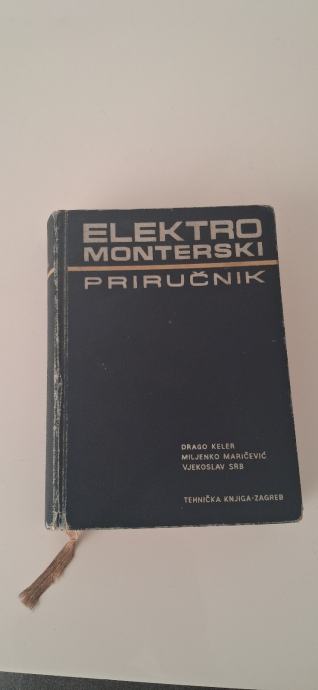 ELEKTRO
MONTERSKI
PRIRUČNIK
DRAGO KELER
MILJENKO MARIČEVIĆ
VJEKOSLAV SRB
TEHNIČKA KNJIGA-ZAGREB